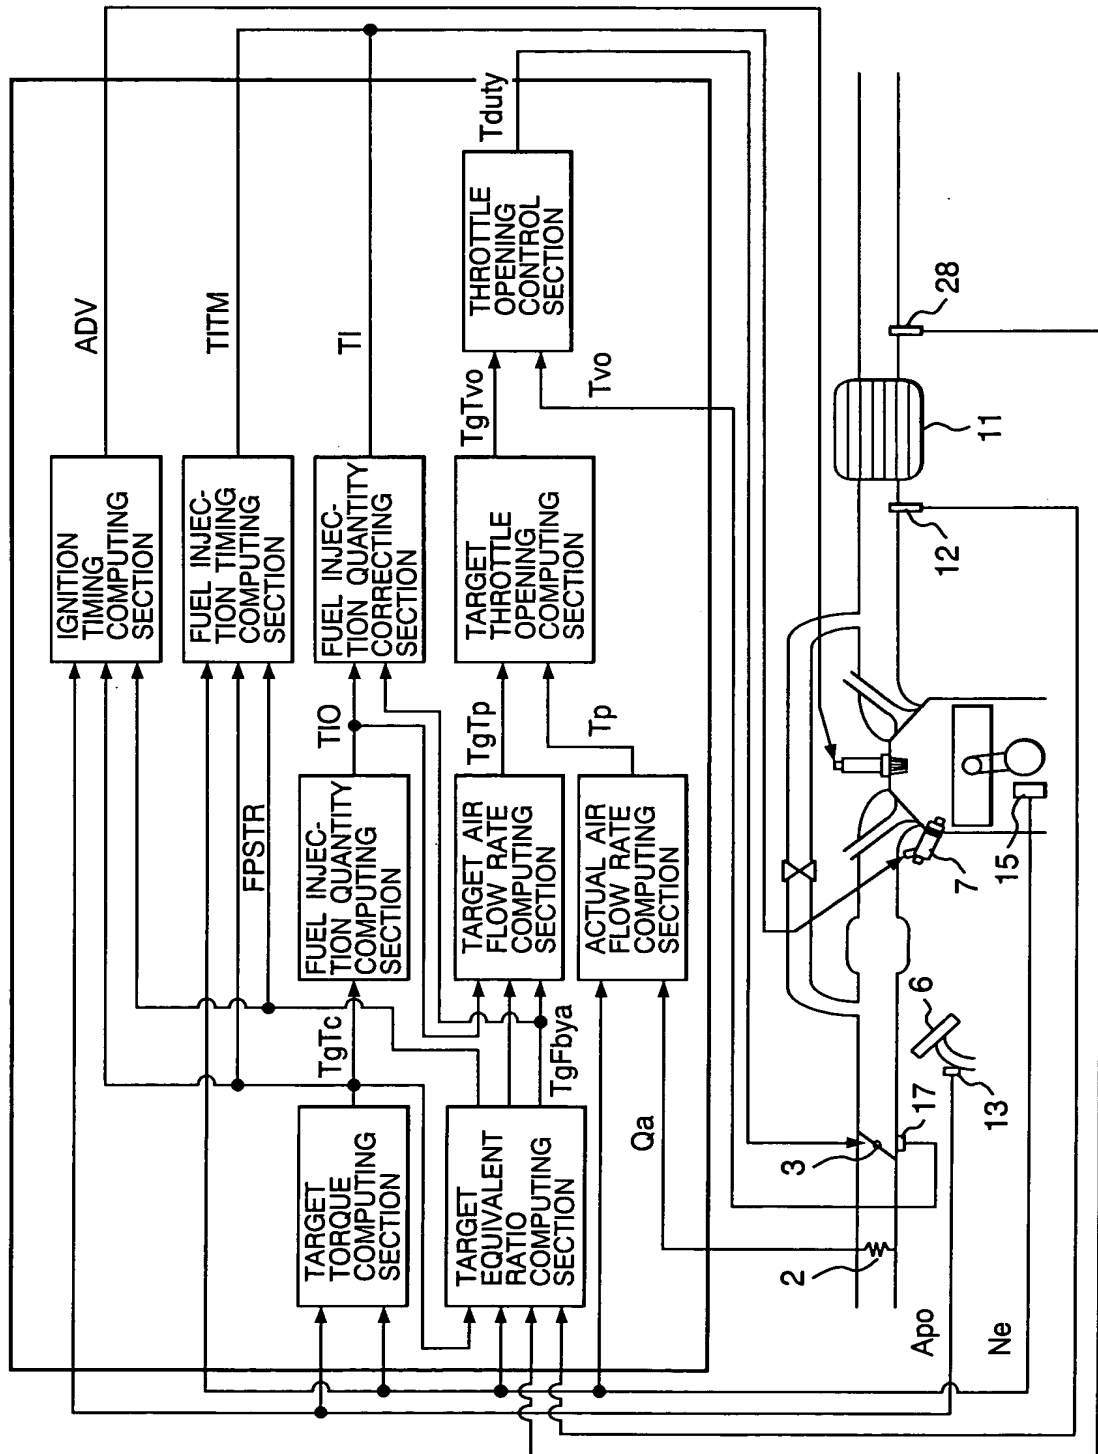 ADV
TITM
TI
Tduty
IGNITION
TIMING
COMPUTING
SECTION
FUEL INJEC-
TION TIMING
COMPUTING
SECTION
FUEL INJEC-
TION QUANTITY
CORRECTING
SECTION
TARGET
THROTTLE
OPENING
COMPUTING
SECTION
TgTvo
Tvo
THROTTLE
OPENING
CONTROL
SECTION
FPSTR
TIO
TgTp
Tp
FUEL INJEC-
TION QUANTITY
COMPUTING
SECTION
TARGET AIR
FLOW RATE
COMPUTING
SECTION
ACTUAL AIR
FLOW RATE
COMPUTING
SECTION
TgTc
TgFbya
Qa
TARGET
TORQUE
COMPUTING
SECTION
TARGET
EQUIVALENT
RATIO
COMPUTING
SECTION
Apo
Ne
2
3
17
13
6
7
15
12
11
28